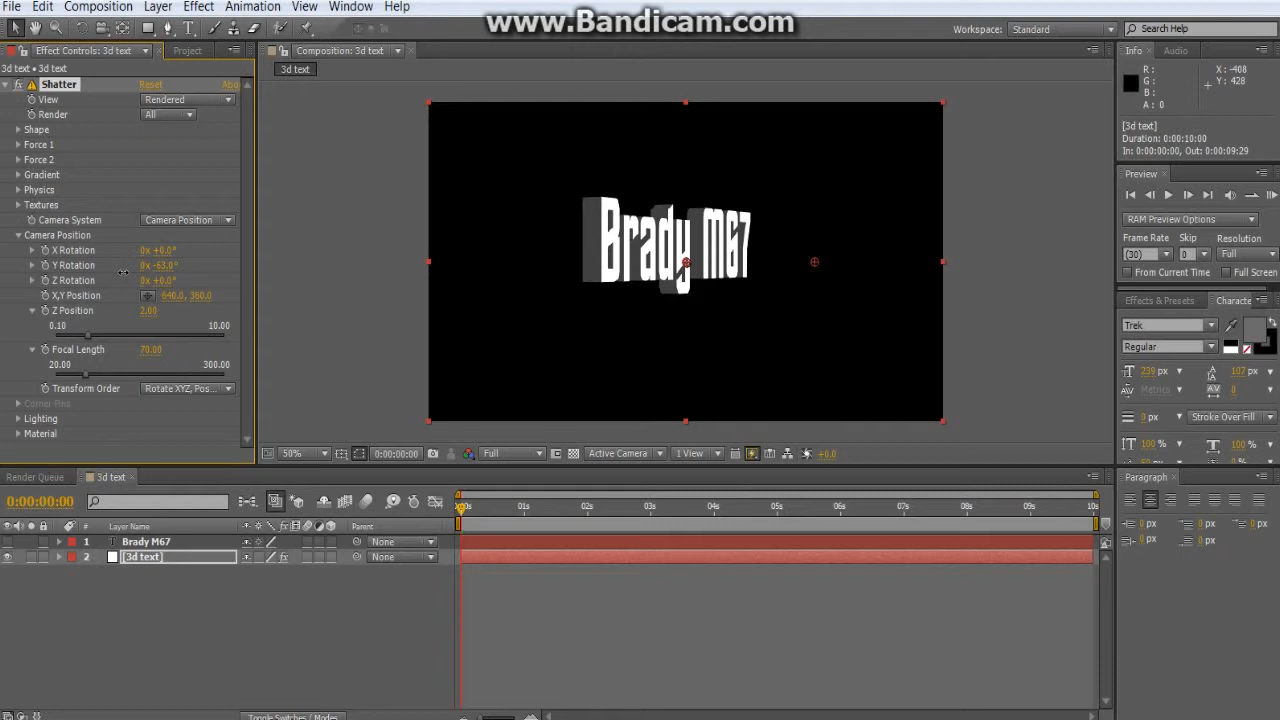 File Edit Composition Layer Effect Animation View Window Help
www.Bandicam.com
Workspace: Standard
Search Help
Effect Controls: 3d text
Project
Composition: 3d text
Info
Audio
3d text • 3d text
3d text
Shatter
Reset
Abo
View
Rendered
Render
All
Shape
Force 1
Force 2
Gradient
Physics
Textures
Camera System
Camera Position
Camera Position
X Rotation
0x +0.0°
Y Rotation
0x -63.0°
Z Rotation
0x +0.0°
X,Y Position
640.0, 360.0
Z Position
2.00
0.10
10.00
Focal Length
70.00
20.00
300.00
Transform Order
Rotate XYZ, Pos...
Corner Pins
Lighting
Material
Brady M67
50%
0:00:00:00
Full
Active Camera
1 View
+0.0
R:
G:
B:
A: 0
X: -408
Y: 428
[3d text]
Duration: 0:00:10:00
In: 0:00:00:00, Out: 0:00:09:29
Preview
RAM Preview Options
Frame Rate
Skip
Resolution
(30)
0
Full
From Current Time
Full Screen
Effects & Presets
Characte
Trek
Regular
239 px
107 px
Metrics
0
0 px
Stroke Over Fill
100 %
100 %
Render Queue
3d text
0:00:00:00
#
Layer Name
Parent
1
Brady M67
None
2
[3d text]
None
:00s
01s
02s
03s
04s
05s
06s
07s
08s
09s
10s
Toggle Switches / Modes
Paragraph
0 px
0 px
0 px
0 px
0 px